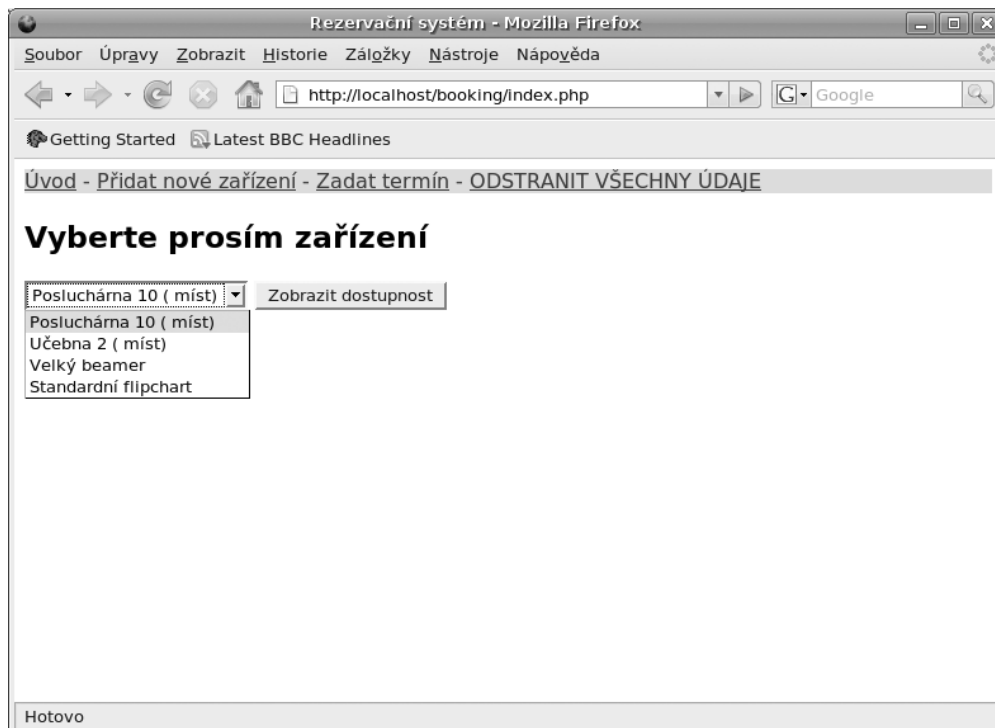 Rezervační systém - Mozilla Firefox
Soubor Úpravy Zobrazit Historie Záložky Nástroje Nápověda
http://localhost/booking/index.php G Google
Getting Started Latest BBC Headlines
Úvod - Přidat nové zařízení - Zadat termín - ODSTRANIT VŠECHNY ÚDAJE
Vyberte prosím zařízení
Posluchárna 10 ( míst) Zobrazit dostupnost
Posluchárna 10 ( míst)
Učebna 2 ( míst)
Velký beamer
Standardní flipchart
Hotovo